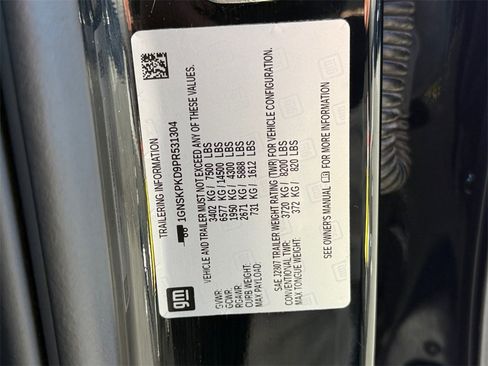 gm
TRAILERING INFORMATION
1GNSKPKD9PR531304
VEHICLE AND TRAILER MUST NOT EXCEED ANY OF THESE VALUES.
GVWR: 3402 KG / 7500 LBS
GCWR: 6577 KG / 14500 LBS
RGAWR: 1950 KG / 4300 LBS
CURB WEIGHT: 2671 KG / 5888 LBS
MAX PAYLOAD: 731 KG / 1612 LBS
SAE J2807 TRAILER WEIGHT RATING (TWR) FOR VEHICLE CONFIGURATION.
CONVENTIONAL TWR: 3720 KG / 8200 LBS
MAX TONGUE WEIGHT: 372 KG / 820 LBS
SEE OWNER'S MANUAL FOR MORE INFORMATION